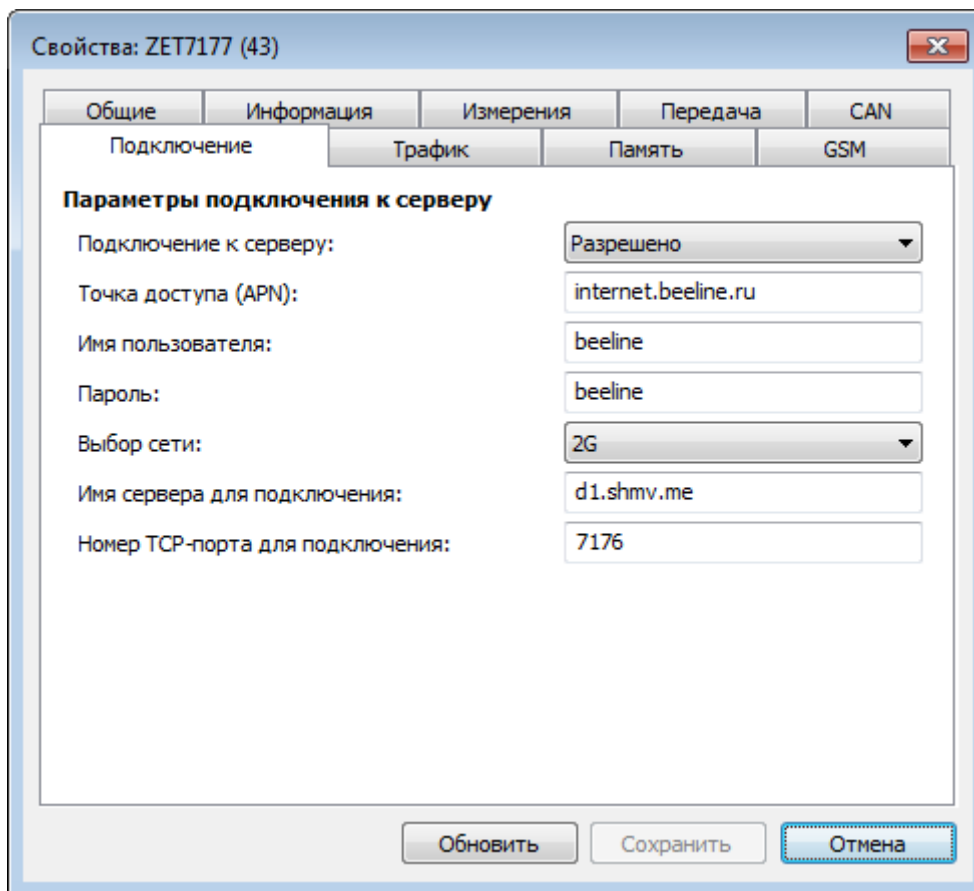 Свойства: ZET7177 (43)
Общие Информация Измерения Передача CAN
Подключение Трафик Память GSM
Параметры подключения к серверу
Подключение к серверу: Разрешено
Точка доступа (APN): internet.beeline.ru
Имя пользователя: beeline
Пароль: beeline
Выбор сети: 2G
Имя сервера для подключения: d1.shmv.me
Номер TCP-порта для подключения: 7176
Обновить Сохранить Отмена